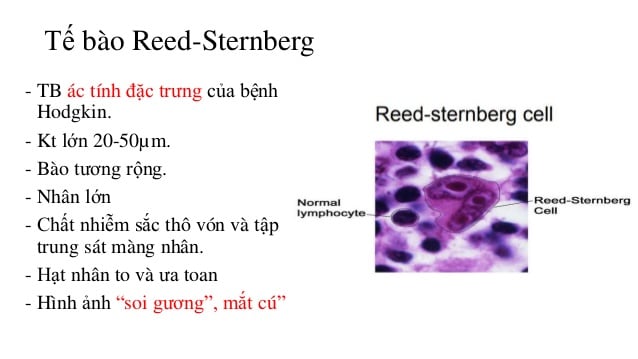 Tế bào Reed-Sternberg
- TB ác tính đặc trưng của bệnh
Hodgkin.
- Kt lớn 20-50µm.
- Bào tương rộng.
- Nhân lớn
- Chất nhiễm sắc thô vón và tập
trung sát màng nhân.
- Hạt nhân to và ưa toan
- Hình ảnh “soi gương”, mắt cú”
Reed-sternberg cell
Normal
lymphocyte
Reed-Sternberg
Cell